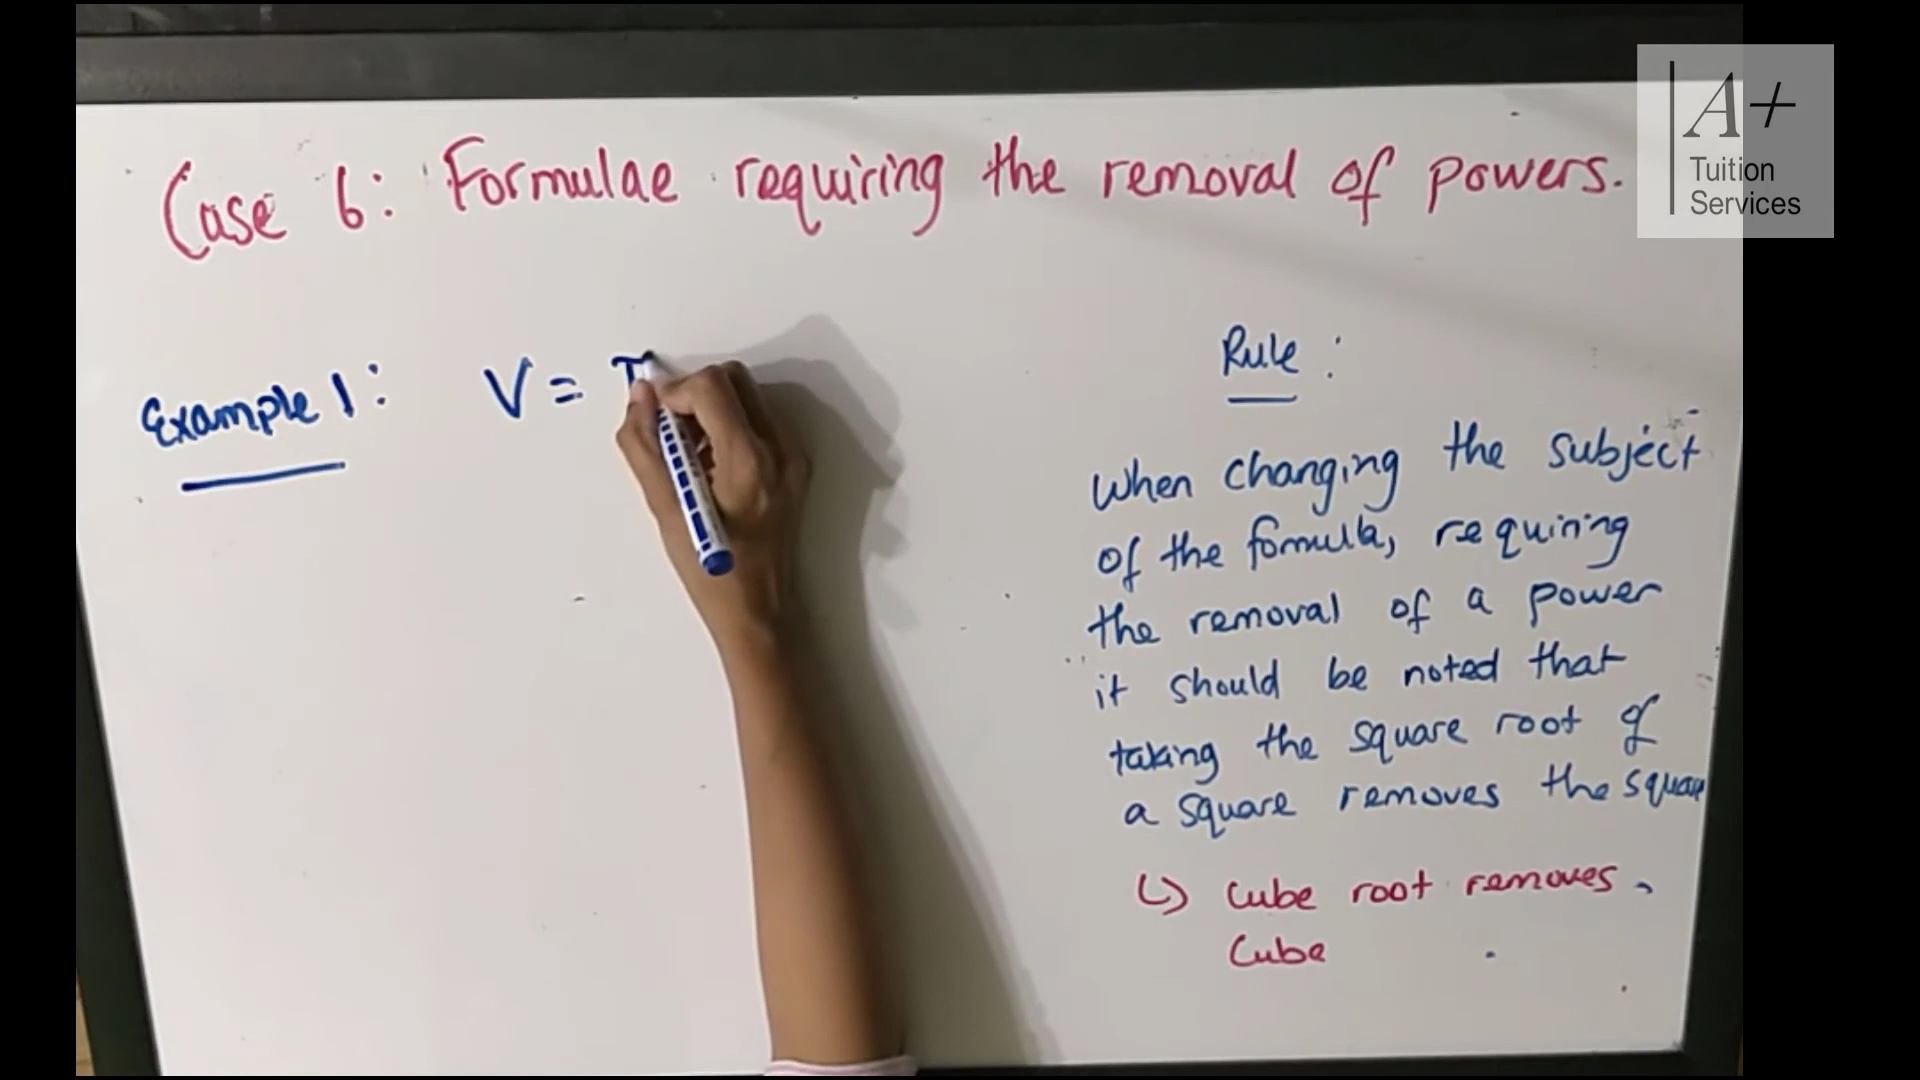 Case 6: Formulae requiring the removal of powers.
A+
Tuition
Services
Example 1: V =
Rule:
When changing the subject
of the formula, requiring
the removal of a power
it should be noted that
taking the square root of
a square removes the square
↳ Cube root removes
Cube